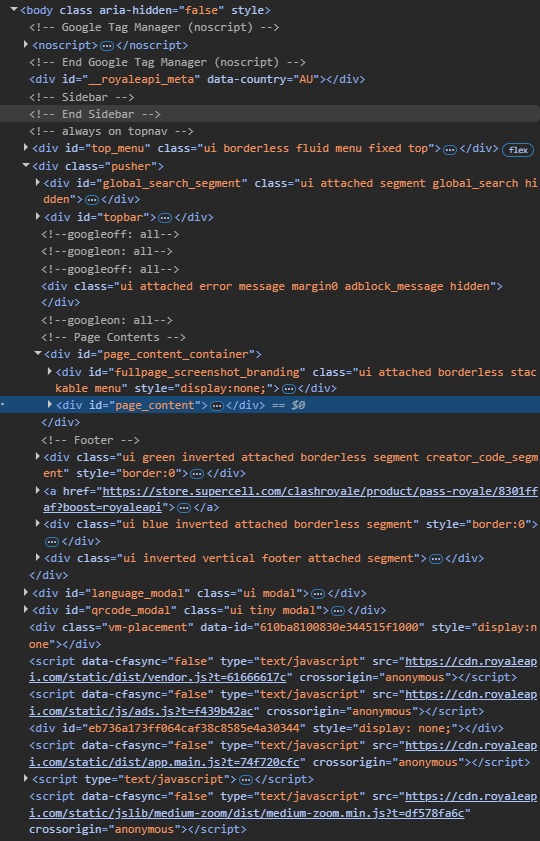 <body class aria-hidden="false" style>
<!-- Google Tag Manager (noscript) -->
<noscript>…</noscript>
<!-- End Google Tag Manager (noscript) -->
<div id="__royaleapi_meta" data-country="AU"></div>
<!-- Sidebar -->
<!-- End Sidebar -->
<!-- always on topnav -->
<div id="top_menu" class="ui borderless fluid menu fixed top">…</div> flex
<div class="pusher">
<div id="global_search_segment" class="ui attached segment global_search hi
dden">…</div>
<div id="topbar">…</div>
<!--googleoff: all-->
<!--googleon: all-->
<!--googleoff: all-->
<div class="ui attached error message margin0 adblock_message hidden">
</div>
<!--googleon: all-->
<!-- Page Contents -->
<div id="page_content_container">
<div id="fullpage_screenshot_branding" class="ui attached borderless stac
kable menu" style="display:none;">…</div>
<div id="page_content">…</div> == $0
</div>
<!-- Footer -->
<div class="ui green inverted attached borderless segment creator_code_segm
ent" style="border:0">…</div>
<a href="https://store.supercell.com/clashroyale/product/pass-royale/8301ff
af?boost=royaleapi">…</a>
<div class="ui blue inverted attached borderless segment" style="border:0">
…</div>
<div class="ui inverted vertical footer attached segment">…</div>
</div>
<div id="language_modal" class="ui modal">…</div>
<div id="qrcode_modal" class="ui tiny modal">…</div>
<div class="vm-placement" data-id="610ba8100830e344515f1000" style="display:n
one"></div>
<script data-cfasync="false" type="text/javascript" src="https://cdn.royaleap
i.com/static/dist/vendor.js?t=61666617c" crossorigin="anonymous"></script>
<script data-cfasync="false" type="text/javascript" src="https://cdn.royaleap
i.com/static/js/ads.js?t=f439b42ac" crossorigin="anonymous"></script>
<div id="eb736a173ff064caf38c8585e4a30344" style="display: none;"></div>
<script data-cfasync="false" type="text/javascript" src="https://cdn.royaleap
i.com/static/dist/app.main.js?t=74f720cfc" crossorigin="anonymous"></script>
<script type="text/javascript">…</script>
<script data-cfasync="false" type="text/javascript" src="https://cdn.royaleap
i.com/static/jslib/medium-zoom/dist/medium-zoom.min.js?t=df578fa6c"
crossorigin="anonymous"></script>